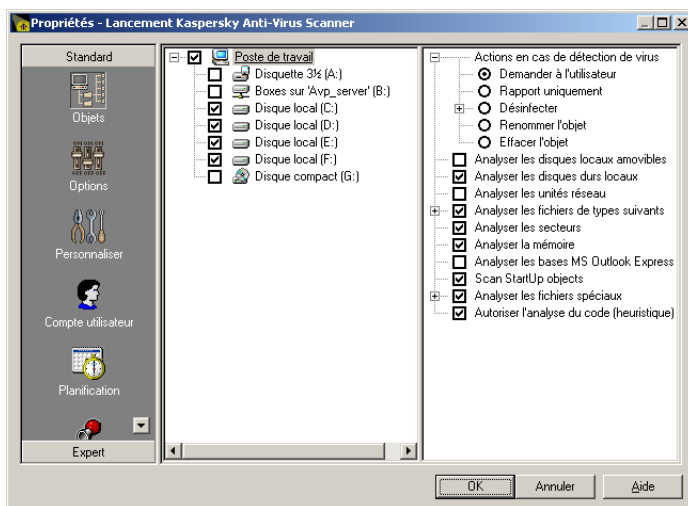 Propriétés - Lancement Kaspersky Anti-Virus Scanner
Standard
Objets
Options
Personnaliser
Compte utilisateur
Planification
Expert
Poste de travail
Disquette 3½ (A:)
Boxes sur 'Avp_server' (B:)
Disque local (C:)
Disque local (D:)
Disque local (E:)
Disque local (F:)
Disque compact (G:)
Actions en cas de détection de virus
Demander à l'utilisateur
Rapport uniquement
Désinfecter
Renommer l'objet
Effacer l'objet
Analyser les disques locaux amovibles
Analyser les disques durs locaux
Analyser les unités réseau
Analyser les fichiers de types suivants
Analyser les secteurs
Analyser la mémoire
Analyser les bases MS Outlook Express
Scan StartUp objects
Analyser les fichiers spéciaux
Autoriser l'analyse du code (heuristique)
OK
Annuler
Aide